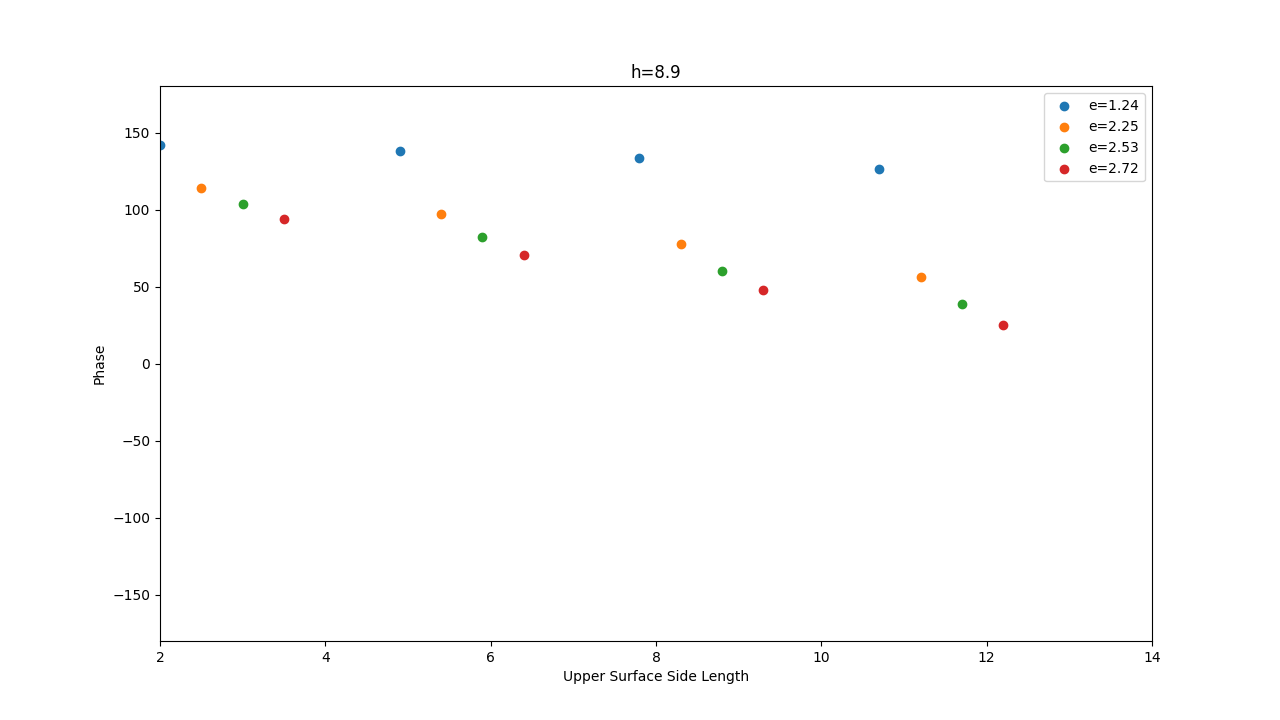 h=8.9
e=1.24
e=2.25
e=2.53
e=2.72
150
100
50
0
−50
−100
−150
Phase
2 4 6 8 10 12 14
Upper Surface Side Length